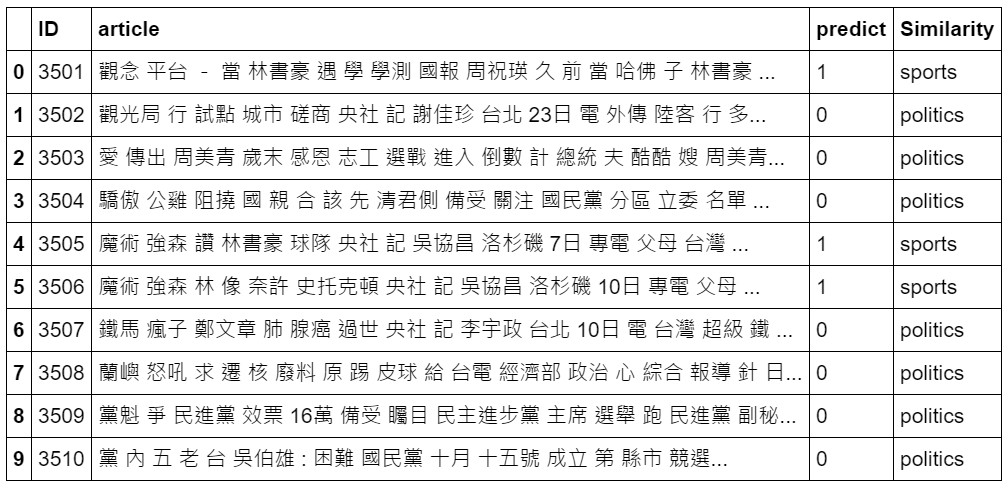 ID article predict Similarity
0 3501 觀念 平台 － 當 林書豪 遇 學 學測 國報 周祝瑛 久 前 當 哈佛 子 林書豪 ... 1 sports
1 3502 觀光局 行 試點 城市 磋商 央社 記 謝佳珍 台北 23日 電 外傳 陸客 行 多... 0 politics
2 3503 愛 傳出 周美青 歲末 感恩 志工 選戰 進入 倒數 計 總統 夫 酷酷 嫂 周美青... 0 politics
3 3504 驕傲 公雞 阻撓 國 親 合 該 先 清君側 備受 關注 國民黨 分區 立委 名單 ... 0 politics
4 3505 魔術 強森 讚 林書豪 球隊 央社 記 吳協昌 洛杉磯 7日 專電 父母 台灣 ... 1 sports
5 3506 魔術 強森 林 像 奈許 史托克頓 央社 記 吳協昌 洛杉磯 10日 專電 父母 ... 1 sports
6 3507 鐵馬 瘋子 鄭文章 肺 腺癌 過世 央社 記 李宇政 台北 10日 電 台灣 超級 鐵 ... 0 politics
7 3508 蘭嶼 怒吼 求 遷 核 廢料 原 踢 皮球 給 台電 經濟部 政治 心 綜合 報導 針 日... 0 politics
8 3509 黨魁 爭 民進黨 效票 16萬 備受 矚目 民主進步黨 主席 選舉 跑 民進黨 副秘... 0 politics
9 3510 黨 內 五 老 台 吳伯雄 : 困難 國民黨 十月 十五號 成立 第 縣市 競選... 0 politics